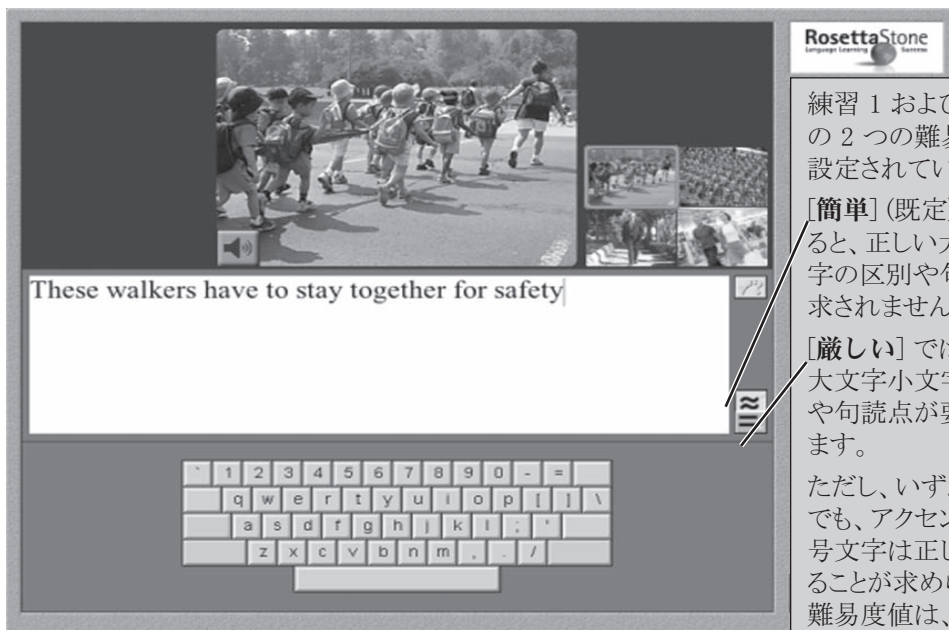 RosettaStone
Language Learning Success
These walkers have to stay together for safety
` 1 2 3 4 5 6 7 8 9 0 - =
q w e r t y u i o p [ ] \
a s d f g h j k l ; '
z x c v b n m , . /
練習 1 および
の 2 つの難易
設定されてい
[簡単] (既定)
ると、正しい大
字の区別や句
求されません
[厳しい] では
大文字小文字
や句読点が要
ます。
ただし、いず
でも、アクセン
号文字は正し
ることが求め
難易度値は、